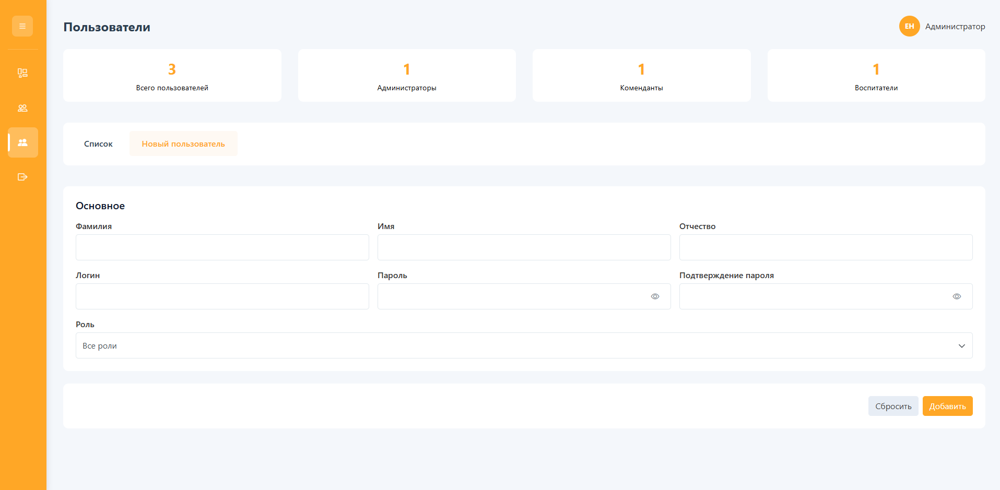 Пользователи
ЕН Администратор
3
Всего пользователей
1
Администраторы
1
Коменданты
1
Воспитатели
Список
Новый пользователь
Основное
Фамилия
Имя
Отчество
Логин
Пароль
Подтверждение пароля
Роль
Все роли
Сбросить
Добавить